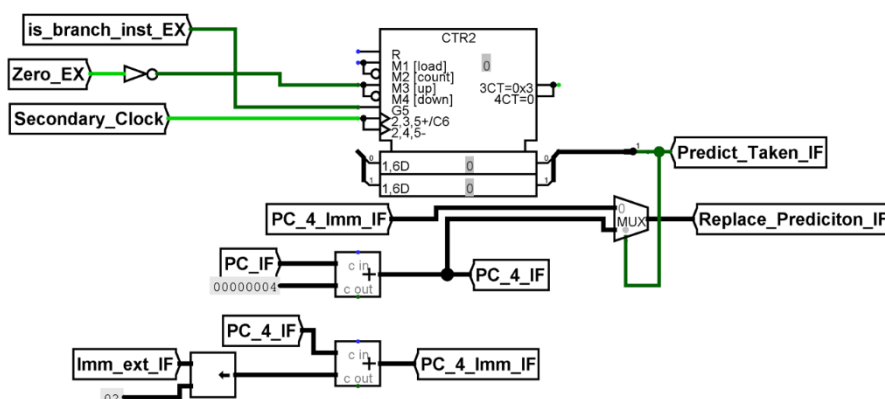 is_branch_inst_EX
Zero_EX
Secondary_Clock
CTR2
R
M1 [load]
M2 [count]
M3 [up]
M4 [down]
G5
2,3,5+/C6
2,4,5-
0
3CT=0x3
4CT=0
0
1,6D
0
0
1
1,6D
0
1
1
Predict_Taken_IF
PC_4_Imm_IF
0
MUX
Replace_Prediciton_IF
PC_IF
00000004
c in
+
c out
PC_4_IF
PC_4_IF
Imm_ext_IF
c in
+
c out
PC_4_Imm_IF